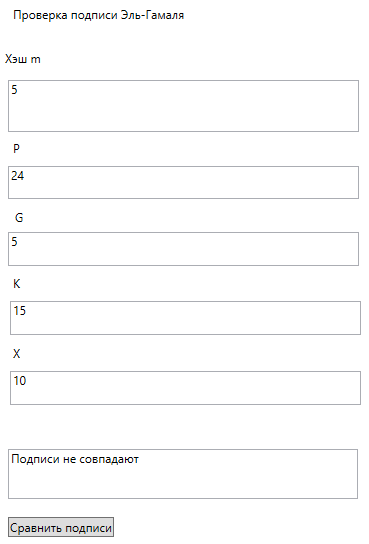 Проверка подписи Эль-Гамаля
Хэш m
5
P
24
G
5
K
15
X
10
Подписи не совпадают
Сравнить подписи